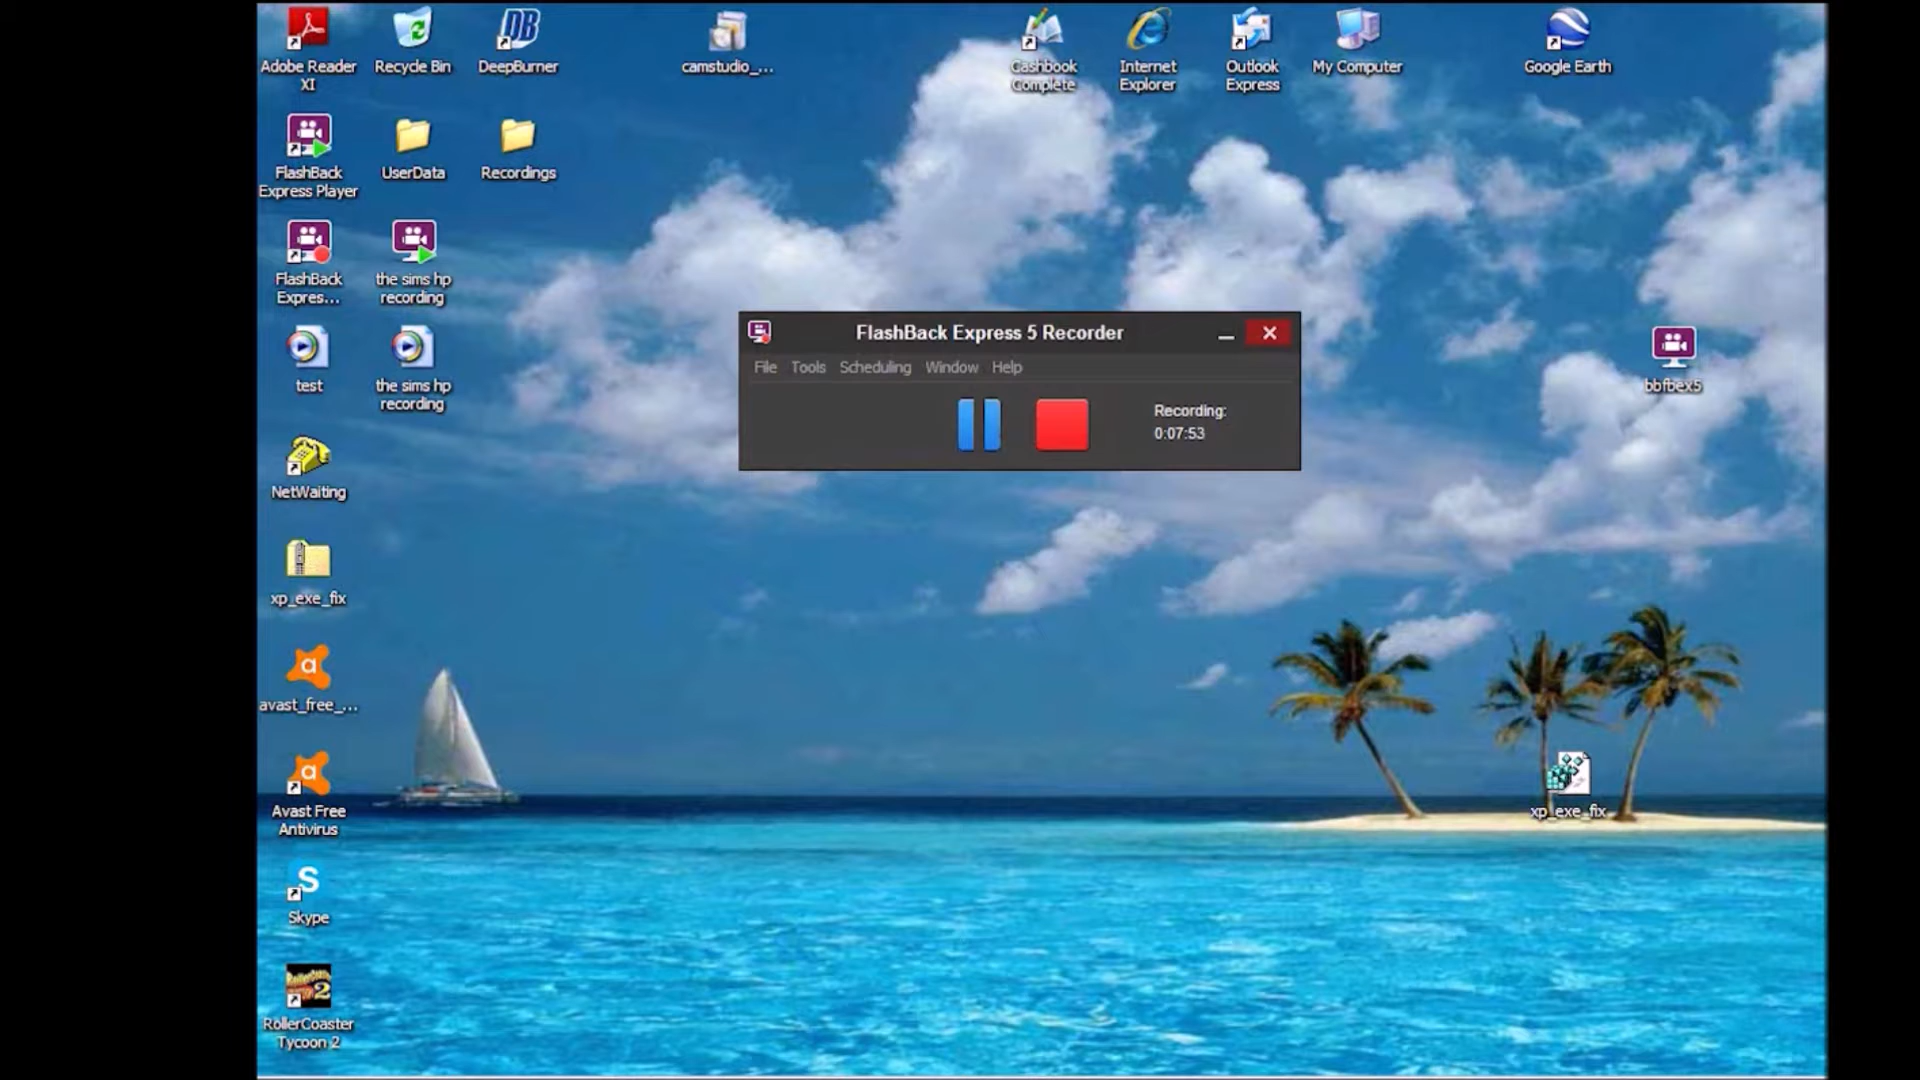 Adobe Reader
XI
Recycle Bin
DeepBurner
camstudio_...
Cashbook
Complete
Internet
Explorer
Outlook
Express
My Computer
Google Earth
FlashBack
Express Player
UserData
Recordings
FlashBack
Expres...
the sims hp
recording
test
the sims hp
recording
FlashBack Express 5 Recorder
File Tools Scheduling Window Help
Recording:
0:07:53
bbfbex5
NetWaiting
xp_exe_fix
avast_free_...
Avast Free
Antivirus
xp_exe_fix
Skype
RollerCoaster
Tycoon 2